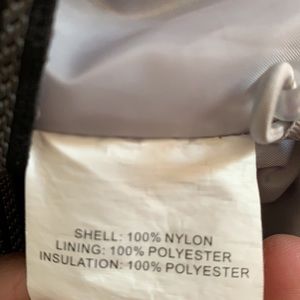 SHELL: 100% NYLON
LINING: 100% POLYESTER
INSULATION: 100% POLYESTER